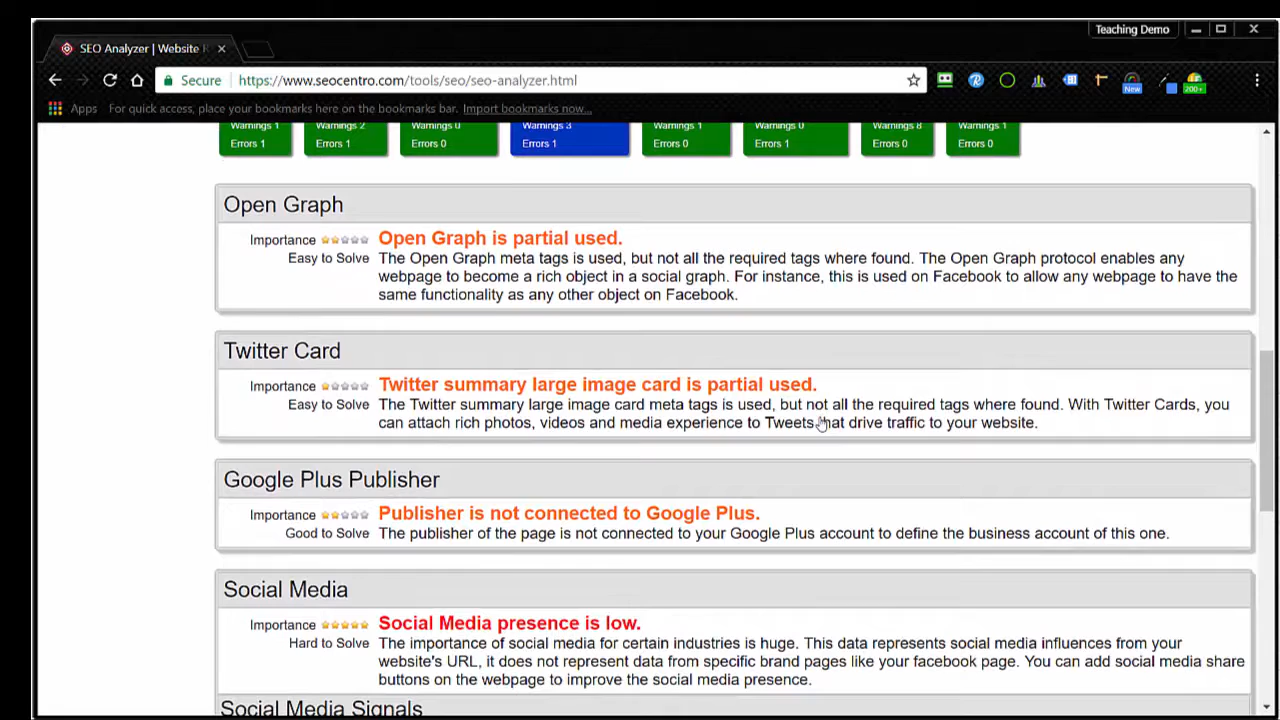 Teaching Demo
SEO Analyzer | Website R
Secure https://www.seocentro.com/tools/seo/seo-analyzer.html
New
200+
Apps For quick access, place your bookmarks here on the bookmarks bar. Import bookmarks now...
Warnings 1 Warnings 2 Warnings 0 Warnings 3 Warnings 1 Warnings 0 Warnings 8 Warnings 1
Errors 1 Errors 1 Errors 0 Errors 1 Errors 0 Errors 1 Errors 0 Errors 0
Open Graph
Importance Open Graph is partial used.
Easy to Solve The Open Graph meta tags is used, but not all the required tags where found. The Open Graph protocol enables any
webpage to become a rich object in a social graph. For instance, this is used on Facebook to allow any webpage to have the
same functionality as any other object on Facebook.
Twitter Card
Importance Twitter summary large image card is partial used.
Easy to Solve The Twitter summary large image card meta tags is used, but not all the required tags where found. With Twitter Cards, you
can attach rich photos, videos and media experience to Tweets that drive traffic to your website.
Google Plus Publisher
Importance Publisher is not connected to Google Plus.
Good to Solve The publisher of the page is not connected to your Google Plus account to define the business account of this one.
Social Media
Importance Social Media presence is low.
Hard to Solve The importance of social media for certain industries is huge. This data represents social media influences from your
website's URL, it does not represent data from specific brand pages like your facebook page. You can add social media share
buttons on the webpage to improve the social media presence.
Social Media Signals